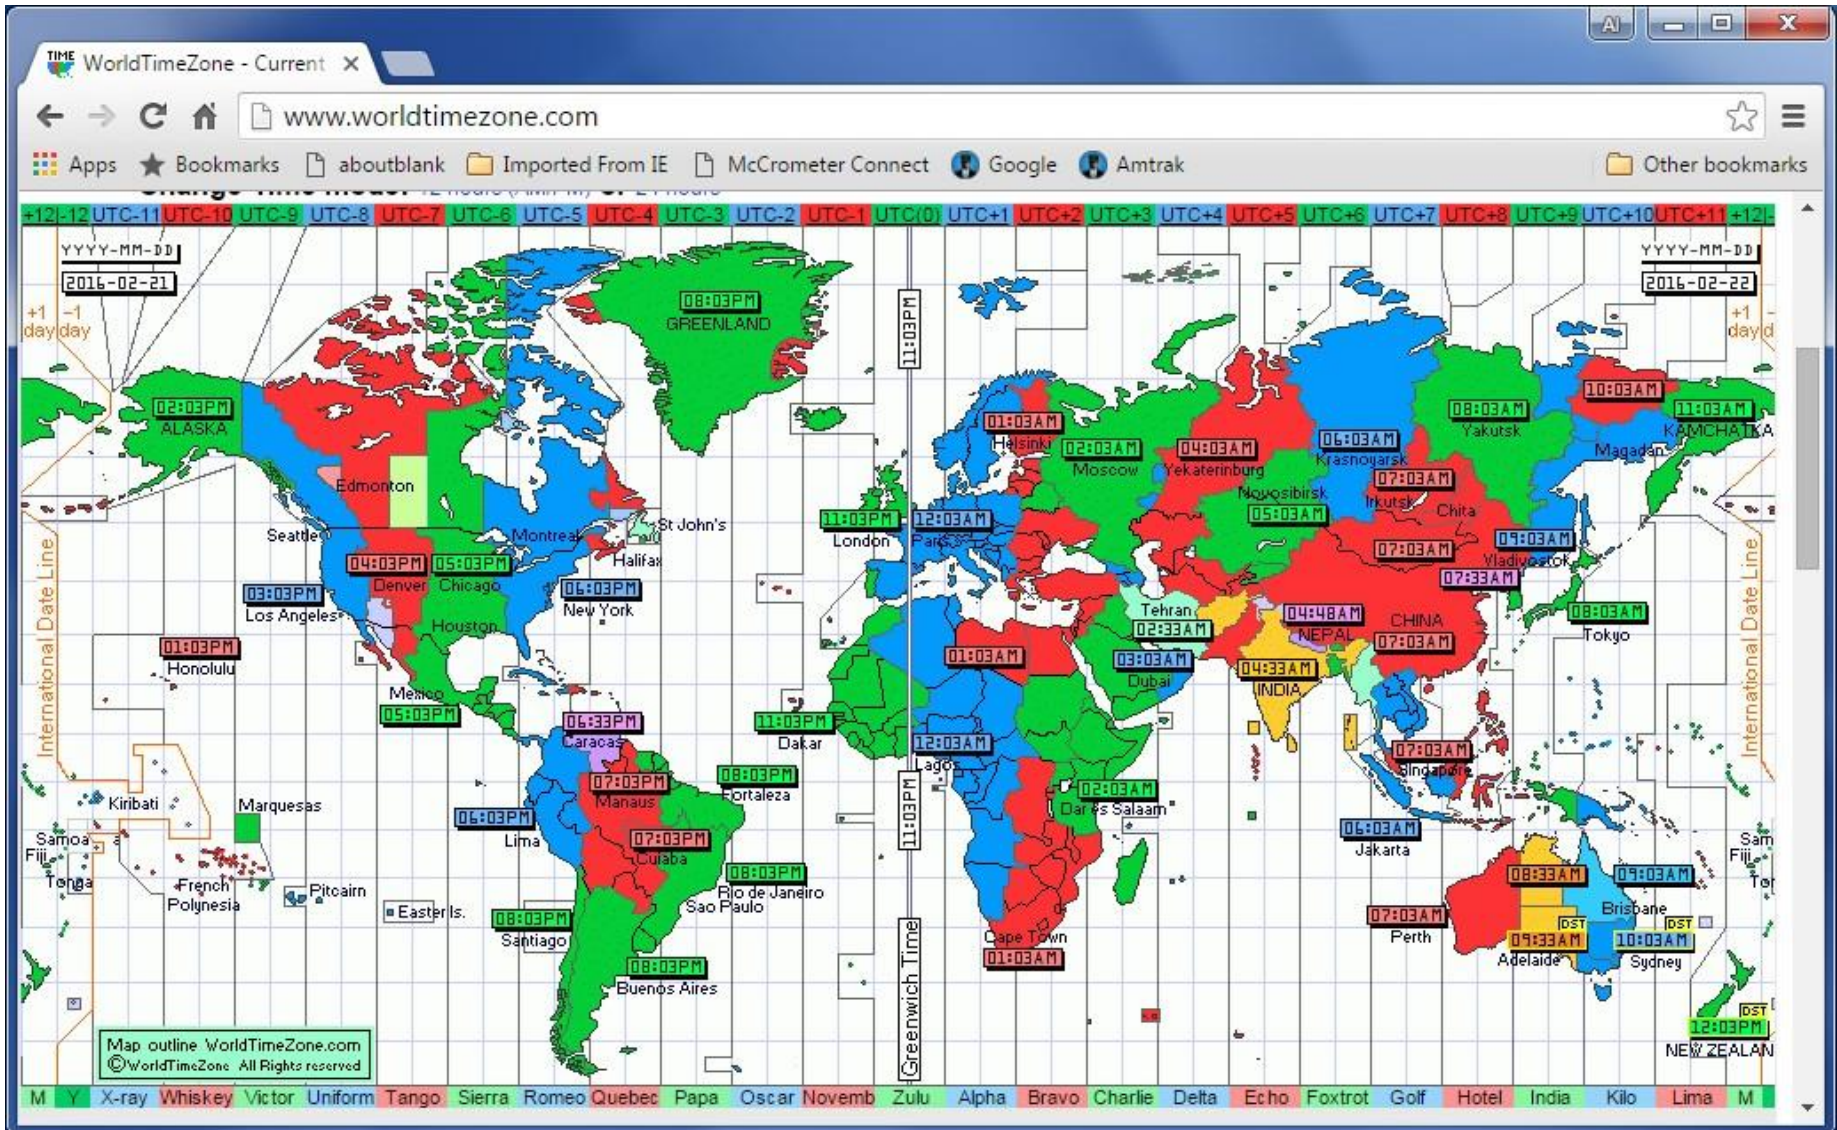 AI
TIME
WorldTimeZone - Current
www.worldtimezone.com
Apps Bookmarks aboutblank Imported From IE McCrometer Connect Google Amtrak Other bookmarks
+12 -12 UTC-11 UTC-10 UTC-9 UTC-8 UTC-7 UTC-6 UTC-5 UTC-4 UTC-3 UTC-2 UTC-1 UTC(0) UTC+1 UTC+2 UTC+3 UTC+4 UTC+5 UTC+6 UTC+7 UTC+8 UTC+9 UTC+10 UTC+11 +12 -
YYYY-MM-DD
2016-02-21
YYYY-MM-DD
2016-02-22
+1 -1
day day
+1 -
day d
08:03PM
GREENLAND
11:03PM
02:03PM
ALASKA
01:03AM
Helsinki
02:03AM
Moscow
04:03AM
Yekaterinburg
06:03AM
Krasnoyarsk
08:03AM
Yakutsk
10:03AM
11:03AM
KAMCHATKA
Magadan
Edmonton
Novosibirsk
05:03AM
07:03AM
Irkutsk
Chita
Seattle
Montreal
St John's
Halifax
11:03PM
London
12:03AM
Paris
07:03AM
09:03AM
Vladivostok
04:03PM
Denver
05:03PM
Chicago
03:03PM
Los Angeles
06:03PM
New York
Houston
07:33AM
08:03AM
Tokyo
Tehran
02:33AM
04:48AM
NEPAL
CHINA
07:03AM
01:03PM
Honolulu
01:03AM
03:03AM
Dubai
04:33AM
INDIA
International Date Line
International Date Line
Mexico
05:03PM
06:33PM
Caracas
11:03PM
Dakar
12:03AM
Lagos
07:03AM
Singapore
07:03PM
Manaus
08:03PM
Fortaleza
11:03PM
02:03AM
Dar es Salaam
Kiribati
Marquesas
06:03PM
Lima
07:03PM
Cuiaba
06:03AM
Jakarta
Samoa a
Fiji
Tonga
Sam
Fiji
Ton
French
Polynesia
Pitcairn
Easter Is.
08:03PM
Rio de Janeiro
Sao Paulo
08:33AM
09:03AM
Brisbane
08:03PM
Santiago
07:03AM
Perth
DST
09:33AM
Adelaide
DST
10:03AM
Sydney
Cape Town
01:03AM
08:03PM
Buenos Aires
Greenwich Time
DST
12:03PM
NEW ZEALAN
Map outline WorldTimeZone.com
©WorldTimeZone All Rights reserved
M Y X-ray Whiskey Victor Uniform Tango Sierra Romeo Quebec Papa Oscar Novemb Zulu Alpha Bravo Charlie Delta Echo Foxtrot Golf Hotel India Kilo Lima M